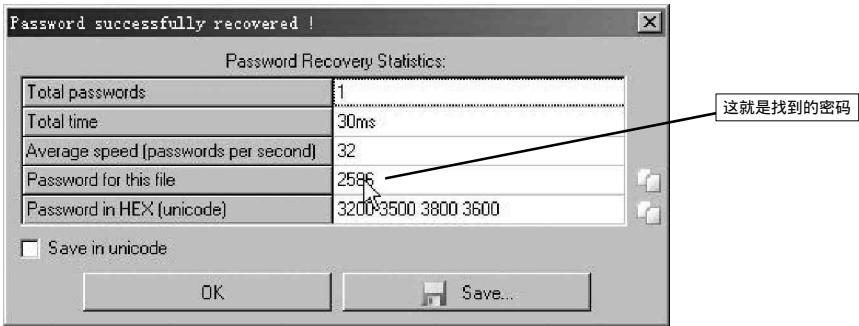 Password successfully recovered !
Password Recovery Statistics:
Total passwords 1
Total time 30ms
Average speed (passwords per second) 32
Password for this file 2586
Password in HEX (unicode) 3200 3500 3800 3600
Save in unicode
OK Save...
这就是找到的密码